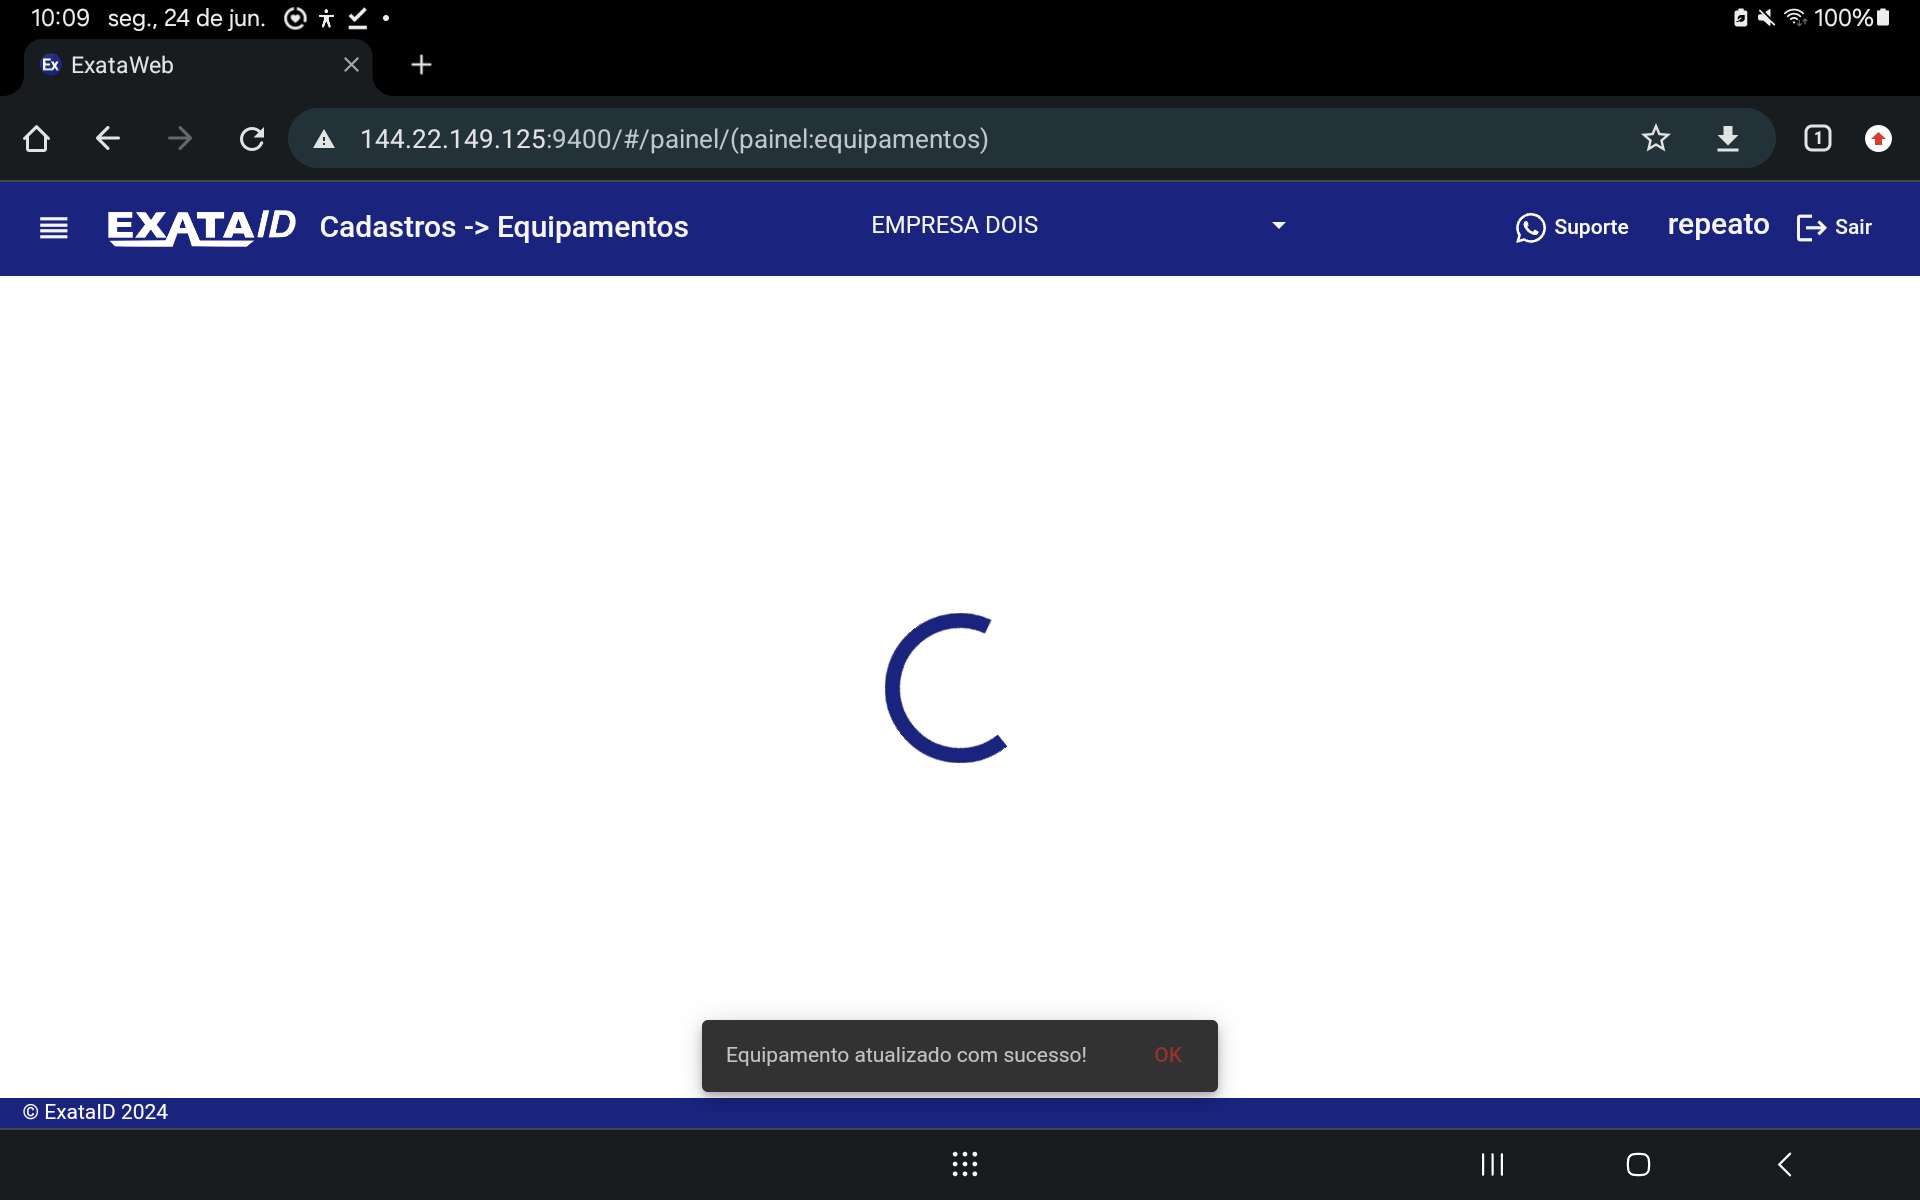 10:09 seg., 24 de jun. 100%
Ex ExataWeb
144.22.149.125:9400/#/painel/(painel:equipamentos) 1
EXATAID Cadastros -> Equipamentos EMPRESA DOIS Suporte repeato Sair
Equipamento atualizado com sucesso! OK
© ExataID 2024